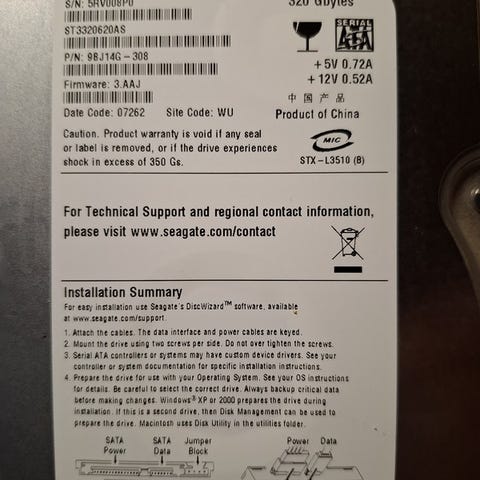 S/N: 5RV008P0
320 Gbytes
ST3320620AS
SERIAL
ATA
P/N: 9BJ14G-308
+5V 0.72A
+12V 0.52A
Firmware: 3.AAJ
中 国 产 品
Date Code: 07262 Site Code: WU
Product of China
Caution. Product warranty is void if any seal
or label is removed, or if the drive experiences
shock in excess of 350 Gs.
MIC
STX-L3510 (B)
For Technical Support and regional contact information,
please visit www.seagate.com/contact
Installation Summary
For easy installation use Seagate's DiscWizard™ software, available
at www.seagate.com/support.
1. Attach the cables. The data interface and power cables are keyed.
2. Mount the drive using two screws per side. Do not over tighten the screws.
3. Serial ATA controllers or systems may have custom device drivers. See your
controller or system documentation for specific installation instructions.
4. Prepare the drive for use with your Operating System. See your OS instructions
for details. Be careful to select the correct drive. Always backup critical data
before making changes. Windows® XP or 2000 prepares the drive during
installation. If this is a second drive, then Disk Management can be used to
prepare the drive. Macintosh uses Disk Utility in the utilities folder.
SATA Power
SATA Data
Jumper Block
Power Data